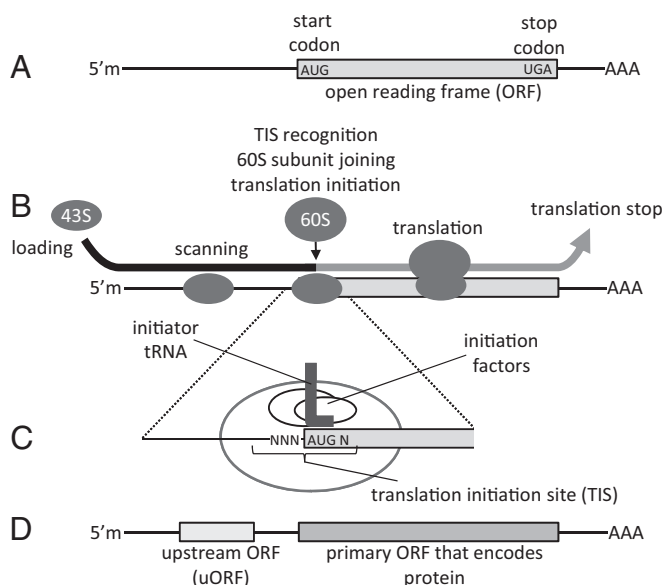 A
start
codon
stop
codon
5'm
AUG
UGA
AAA
open reading frame (ORF)
TIS recognition
60S subunit joining
translation initiation
B
43S
60S
loading
scanning
translation
translation stop
5'm
AAA
initiator
tRNA
initiation
factors
C
NNN
AUG N
translation initiation site (TIS)
D
5'm
AAA
upstream ORF
(uORF)
primary ORF that encodes
protein